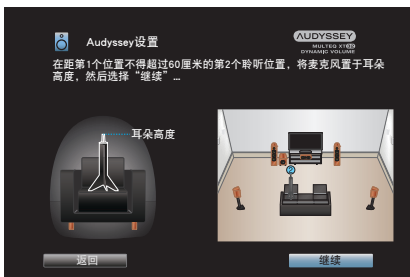 Audyssey设置
AUDYSSEY
MULTEQ XT32
DYNAMIC VOLUME
在距第1个位置不得超过60厘米的第2个聆听位置，将麦克风置于耳朵
高度，然后选择“继续”...
耳朵高度
2
返回
继续